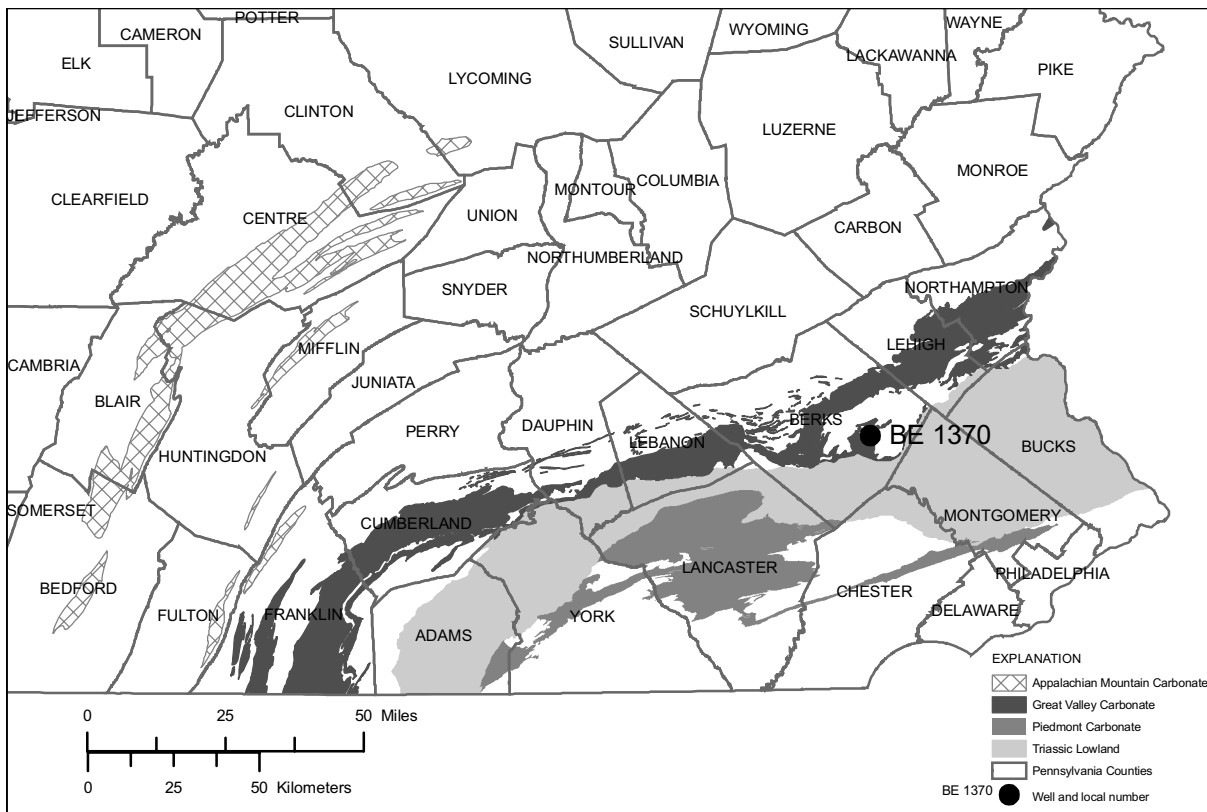 POTTER
CAMERON
ELK
JEFFERSON
CLINTON
LYCOMING
SULLIVAN
WYOMING
LACKAWANNA
WAYNE
PIKE
LUZERNE
MONROE
CLEARFIELD
CENTRE
UNION
MONTOUR
COLUMBIA
CARBON
NORTHUMBERLAND
SNYDER
SCHUYLKILL
NORTHAMPTON
LEHIGH
CAMBRIA
MIFFLIN
JUNIATA
BLAIR
PERRY
DAUPHIN
LEBANON
BERKS
BE 1370
BUCKS
HUNTINGDON
SOMERSET
CUMBERLAND
MONTGOMERY
LANCASTER
PHILADELPHIA
BEDFORD
FULTON
FRANKLIN
ADAMS
YORK
CHESTER
DELAWARE
EXPLANATION
Appalachian Mountain Carbonate
Great Valley Carbonate
Piedmont Carbonate
Triassic Lowland
Pennsylvania Counties
BE 1370 Well and local number
0 25 50 Miles
0 25 50 Kilometers